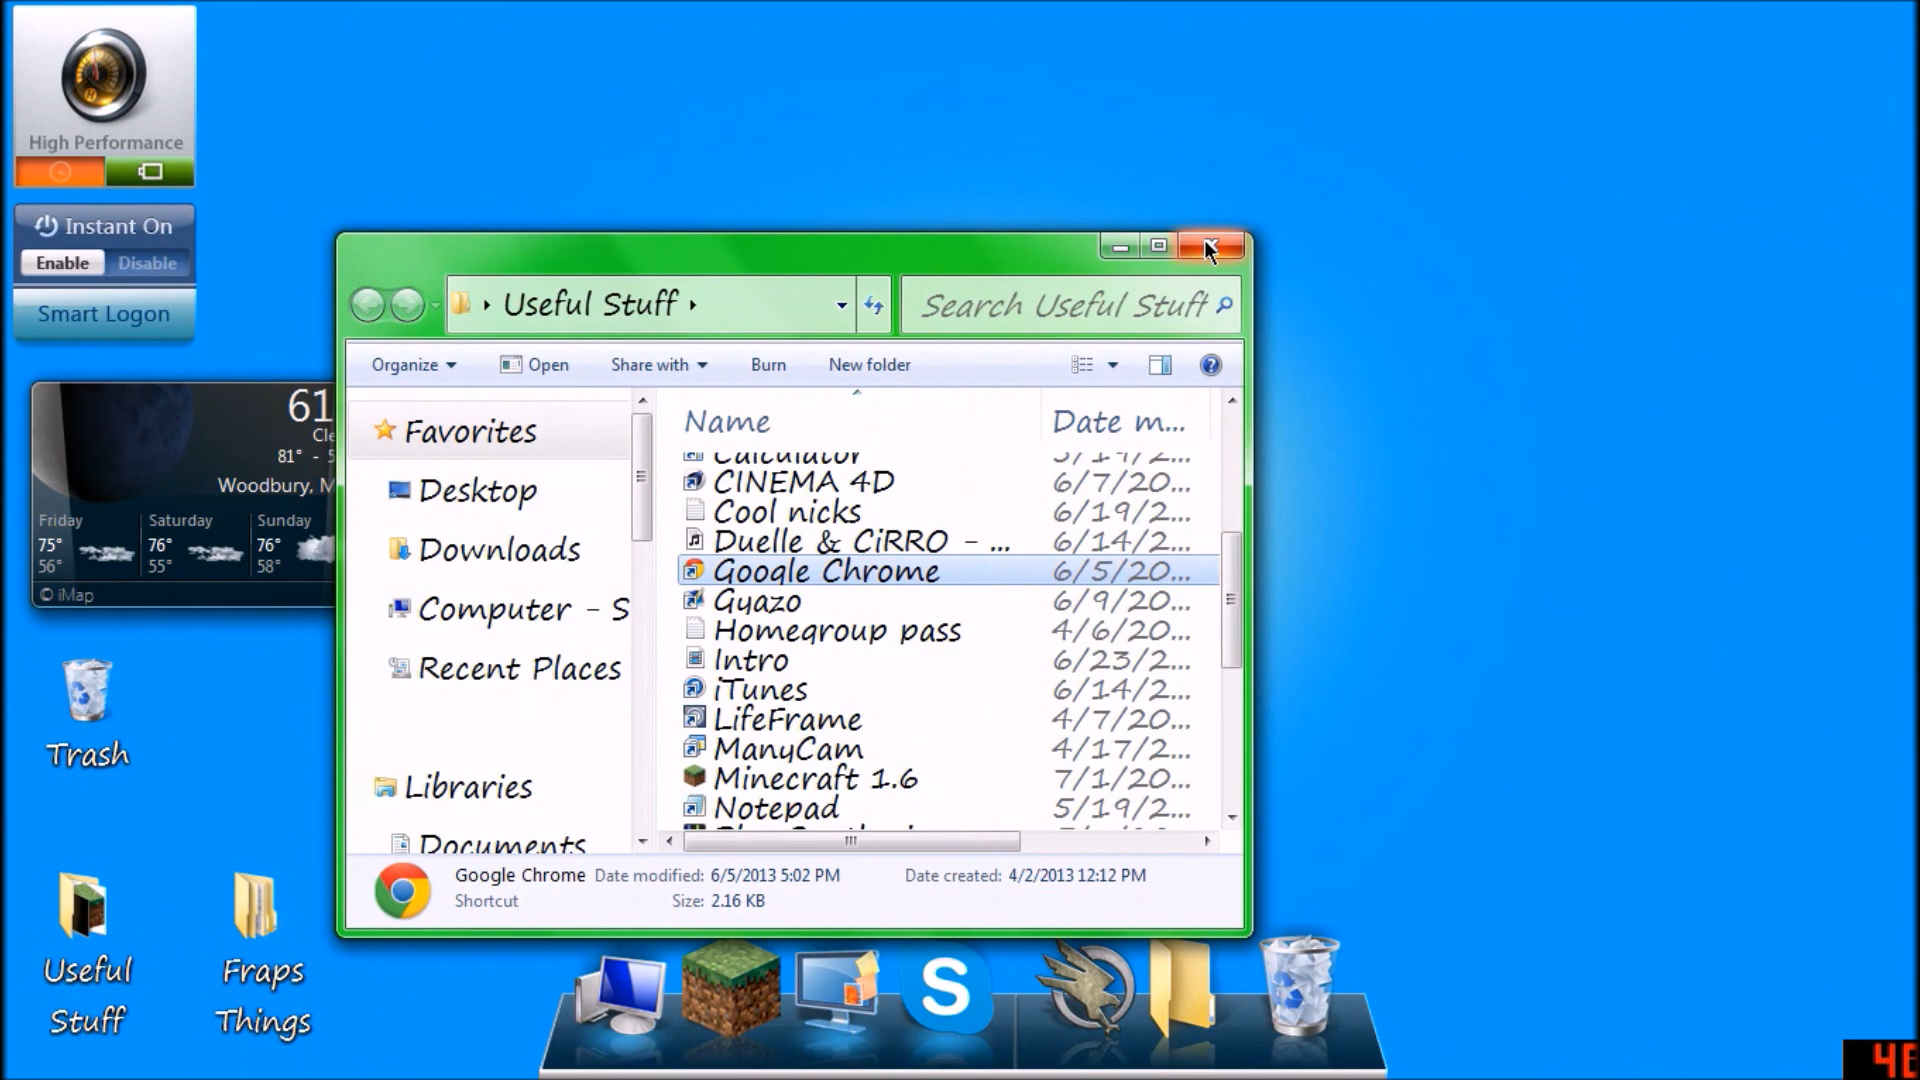 High Performance
Instant On
Enable Disable
Smart Logon
61
Cle
81° - 5
Woodbury, M
Friday Saturday Sunday
75° 76° 76°
56° 55° 58°
© iMap
Trash
Useful Stuff
Fraps Things
Useful Stuff
Search Useful Stuff
Organize Open Share with Burn New folder
Favorites
Desktop
Downloads
Computer - S
Recent Places
Libraries
Documents
Name Date m...
Calculator
CINEMA 4D 6/7/20...
Cool nicks 6/19/2...
Duelle & CiRRO - ... 6/14/2...
Google Chrome 6/5/20...
Gyazo 6/9/20...
Homegroup pass 4/6/20...
Intro 6/23/2...
iTunes 6/14/2...
LifeFrame 4/7/20...
ManyCam 4/17/2...
Minecraft 1.6 7/1/20...
Notepad 5/19/2...
Google Chrome Date modified: 6/5/2013 5:02 PM Date created: 4/2/2013 12:12 PM
Shortcut Size: 2.16 KB
S